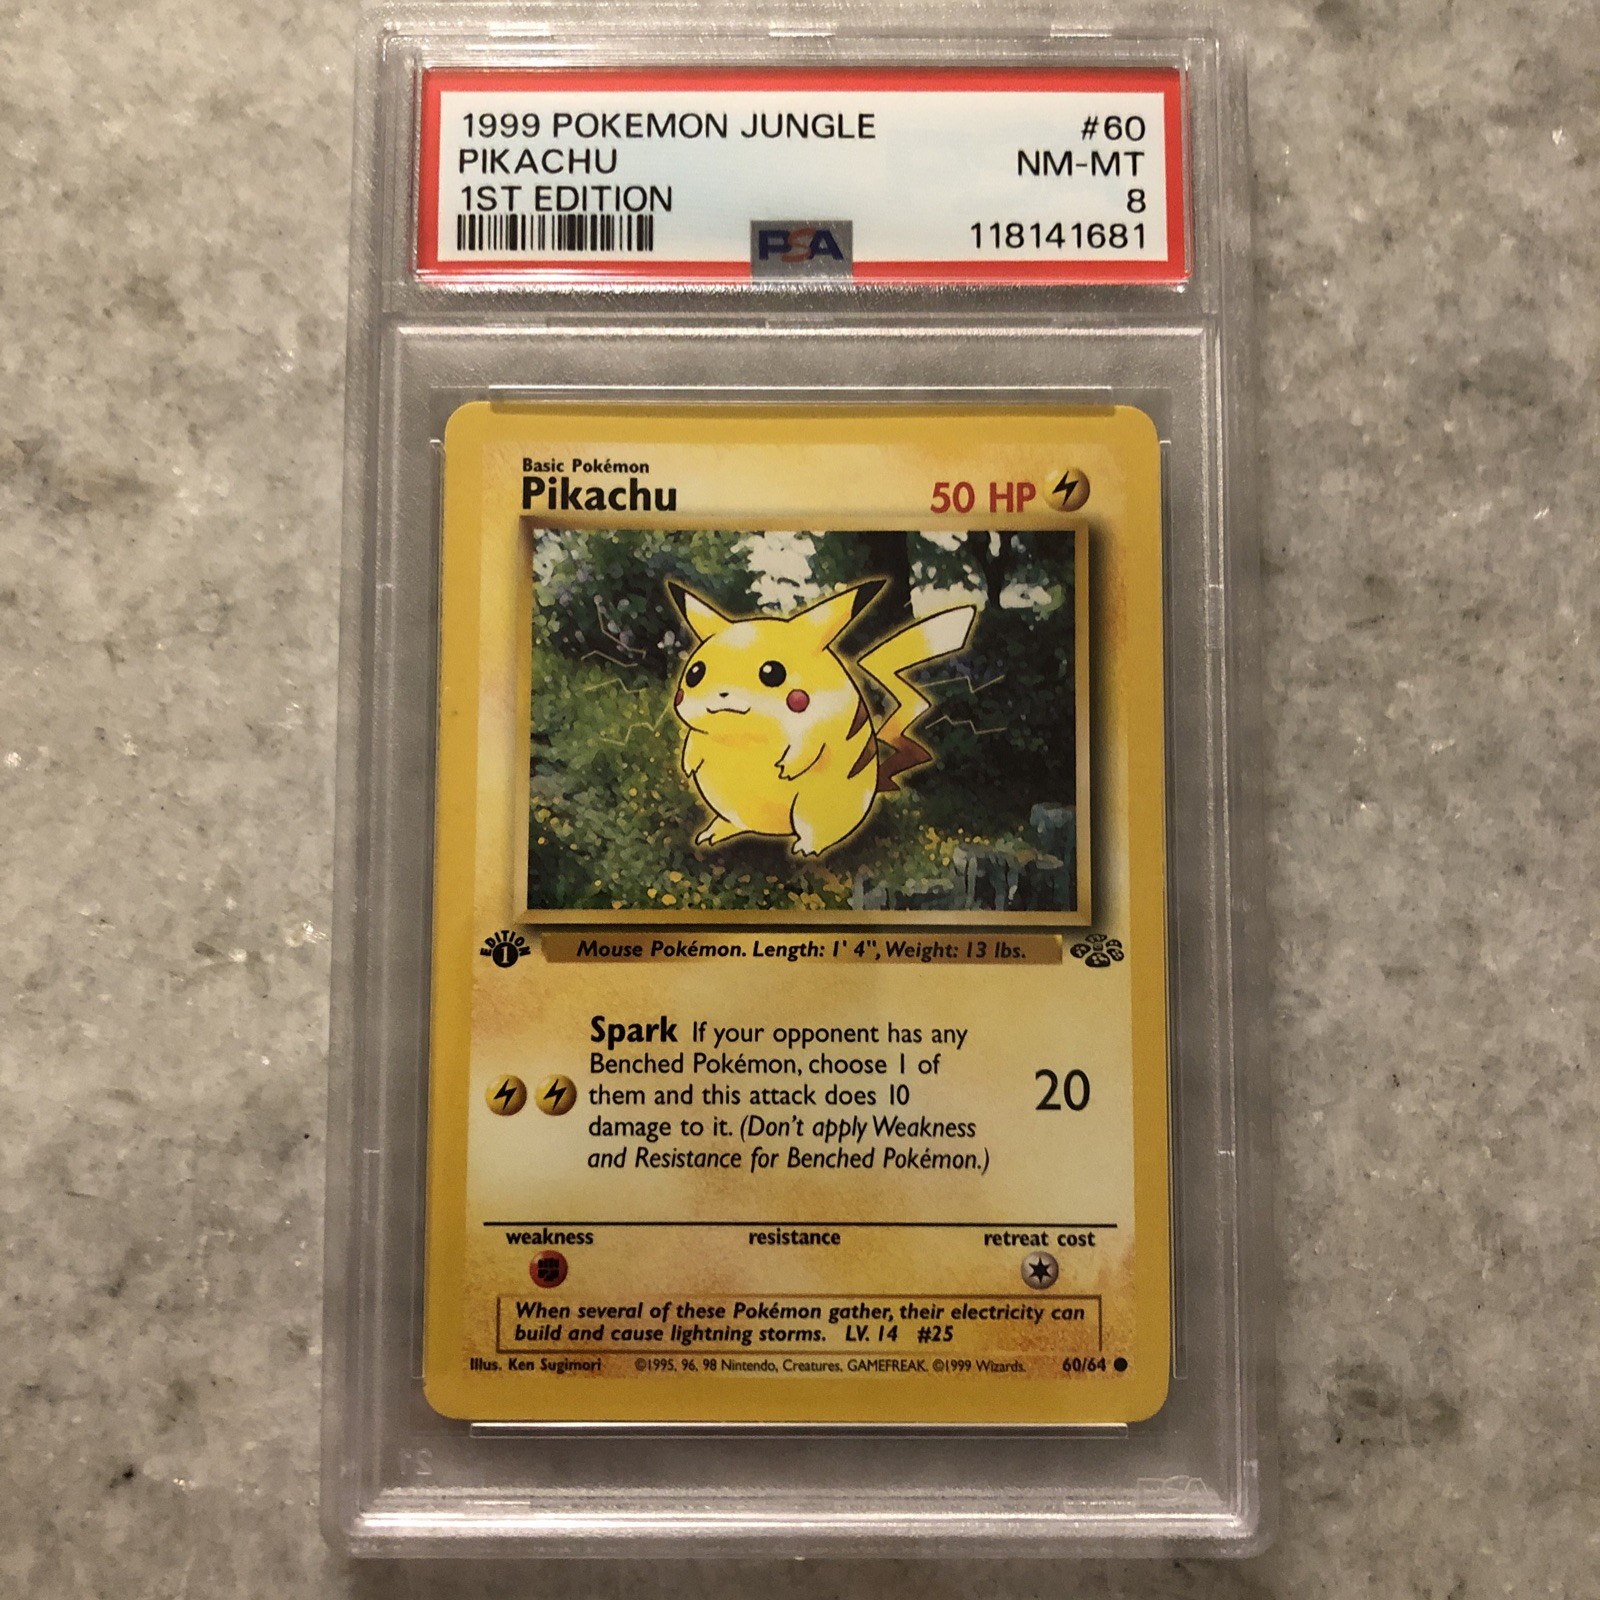 1999 POKEMON JUNGLE #60
PIKACHU NM-MT
1ST EDITION 8
PSA 118141681
Basic Pokémon
Pikachu 50 HP
EDITION 1
Mouse Pokémon. Length: 1' 4", Weight: 13 lbs.
Spark If your opponent has any
Benched Pokémon, choose 1 of
them and this attack does 10 20
damage to it. (Don't apply Weakness
and Resistance for Benched Pokémon.)
weakness resistance retreat cost
When several of these Pokémon gather, their electricity can
build and cause lightning storms. LV. 14 #25
Illus. Ken Sugimori ©1995, 96, 98 Nintendo, Creatures, GAMEFREAK. ©1999 Wizards. 60/64
PSA